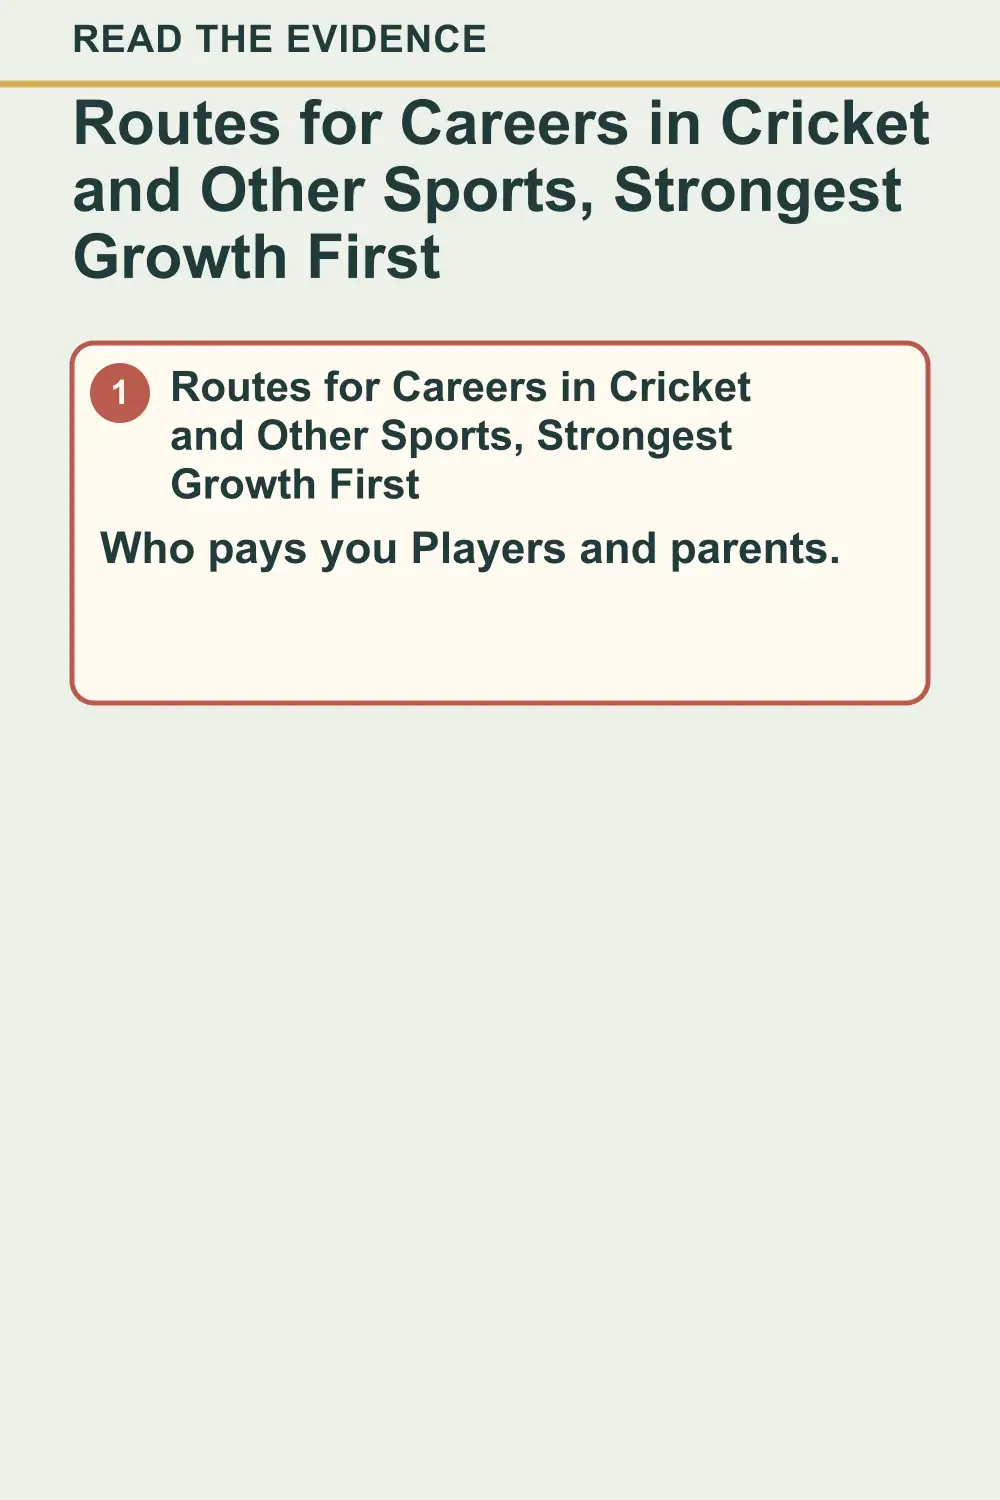 READ THE EVIDENCE
Routes for Careers in Cricket
and Other Sports, Strongest
Growth First
1
Routes for Careers in Cricket
and Other Sports, Strongest
Growth First
Who pays you Players and parents.